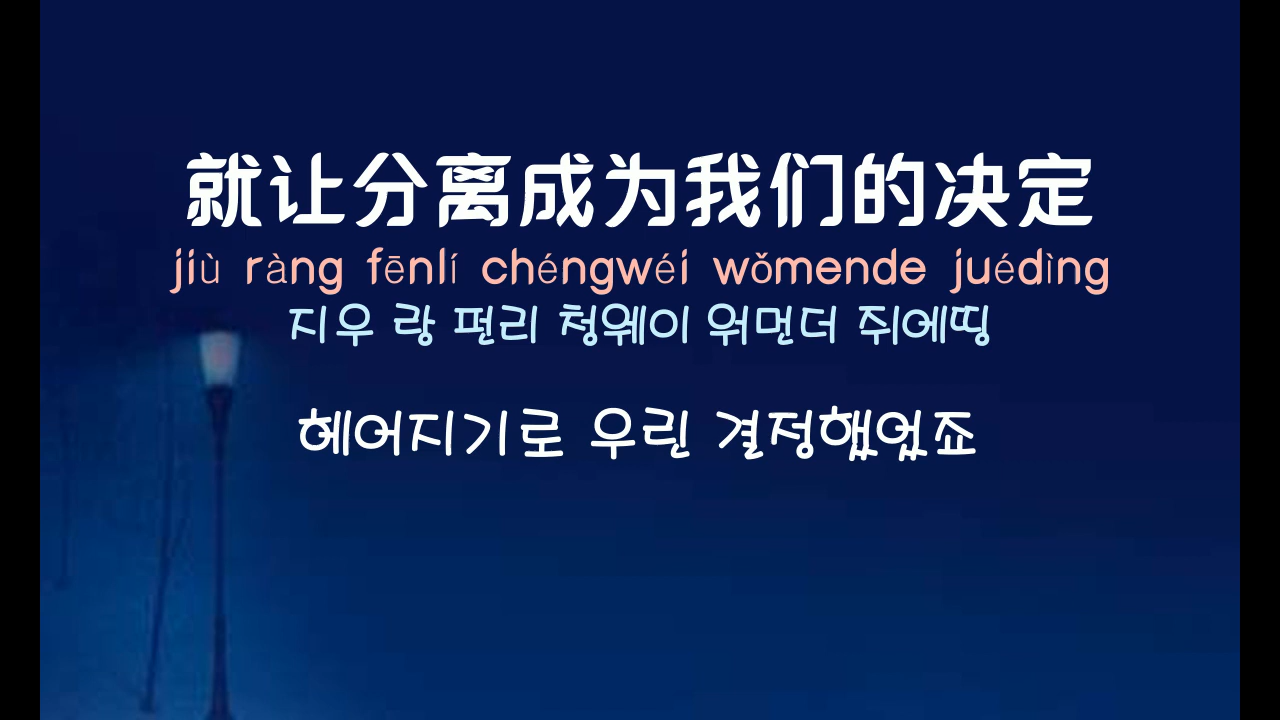 就让分离成为我们的决定
jiù ràng fēnlí chéngwéi wǒmende juédìng
지우 랑 펀리 청웨이 워먼더 쥐에띵
헤어지기로 우린 결정했었죠